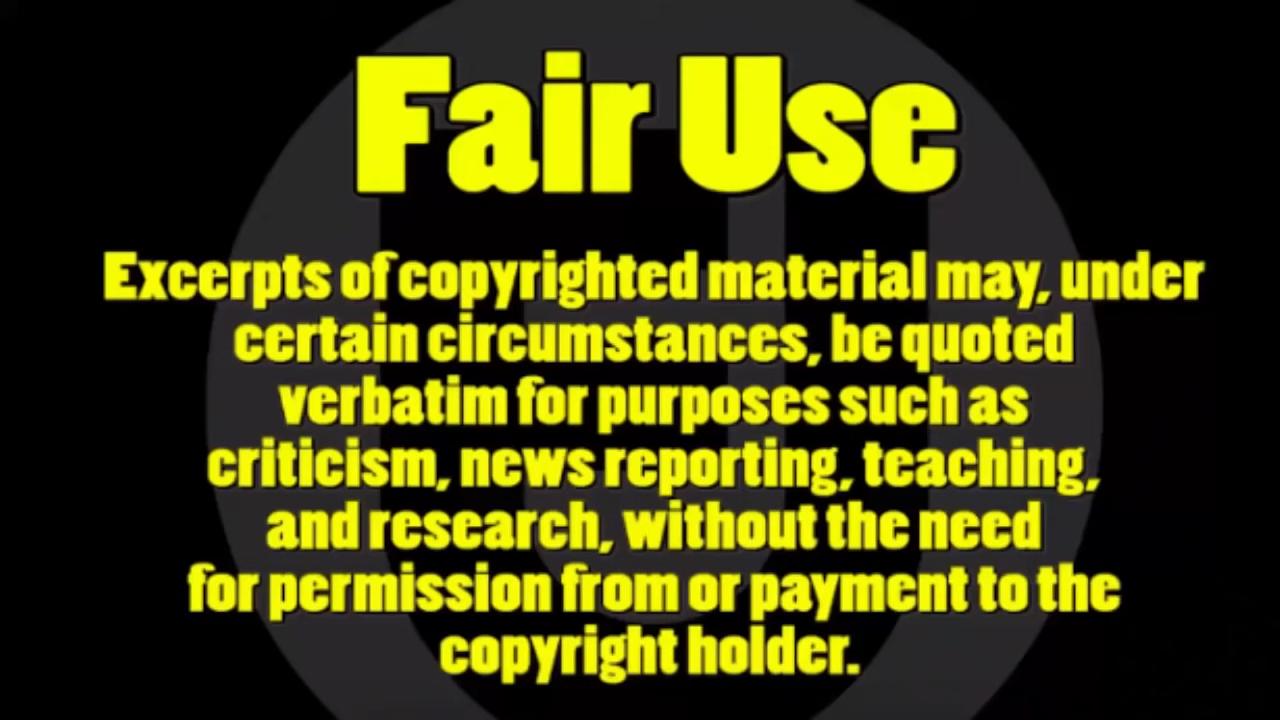 Fair Use
Excerpts of copyrighted material may, under
certain circumstances, be quoted
verbatim for purposes such as
criticism, news reporting, teaching,
and research, without the need
for permission from or payment to the
copyright holder.